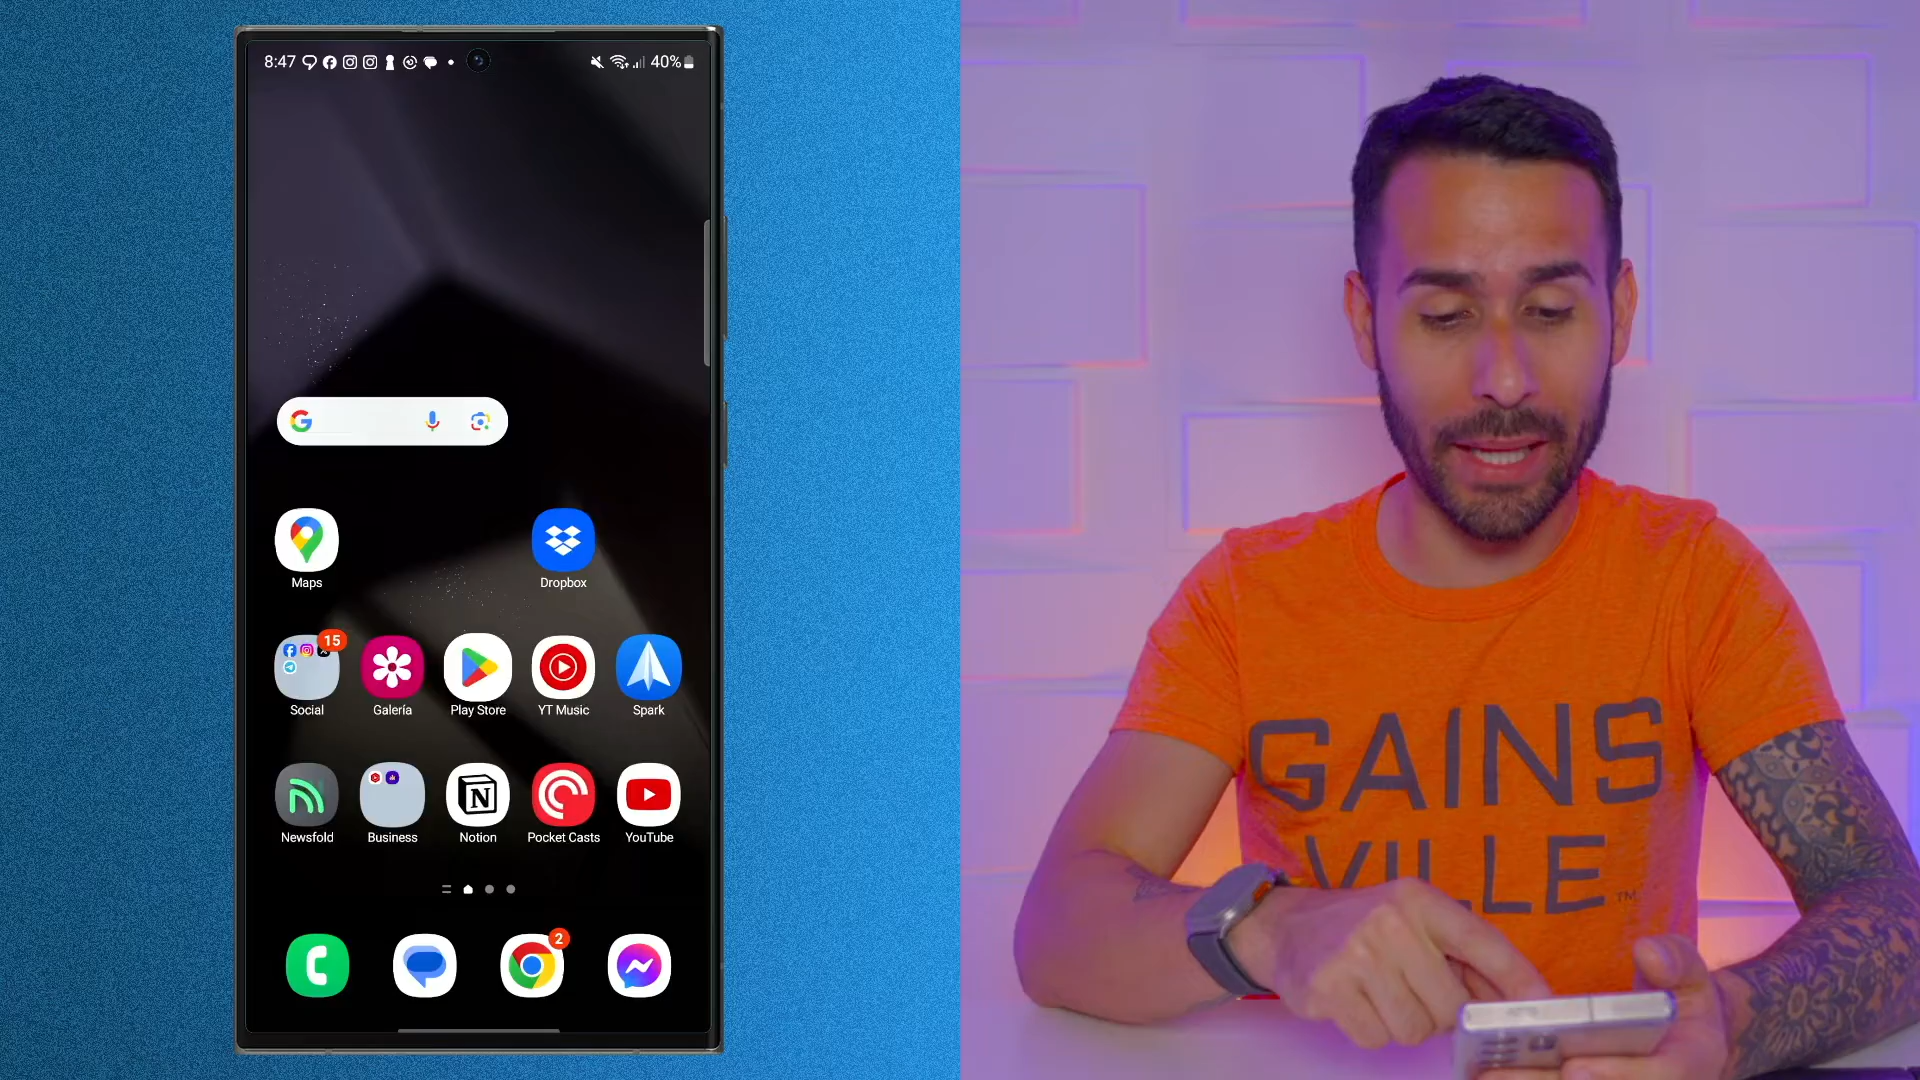 8:47
40%
Maps
Dropbox
15
Social
Galería
Play Store
YT Music
Spark
Newsfold
Business
Notion
Pocket Casts
YouTube
2
GAINS
VILLE™